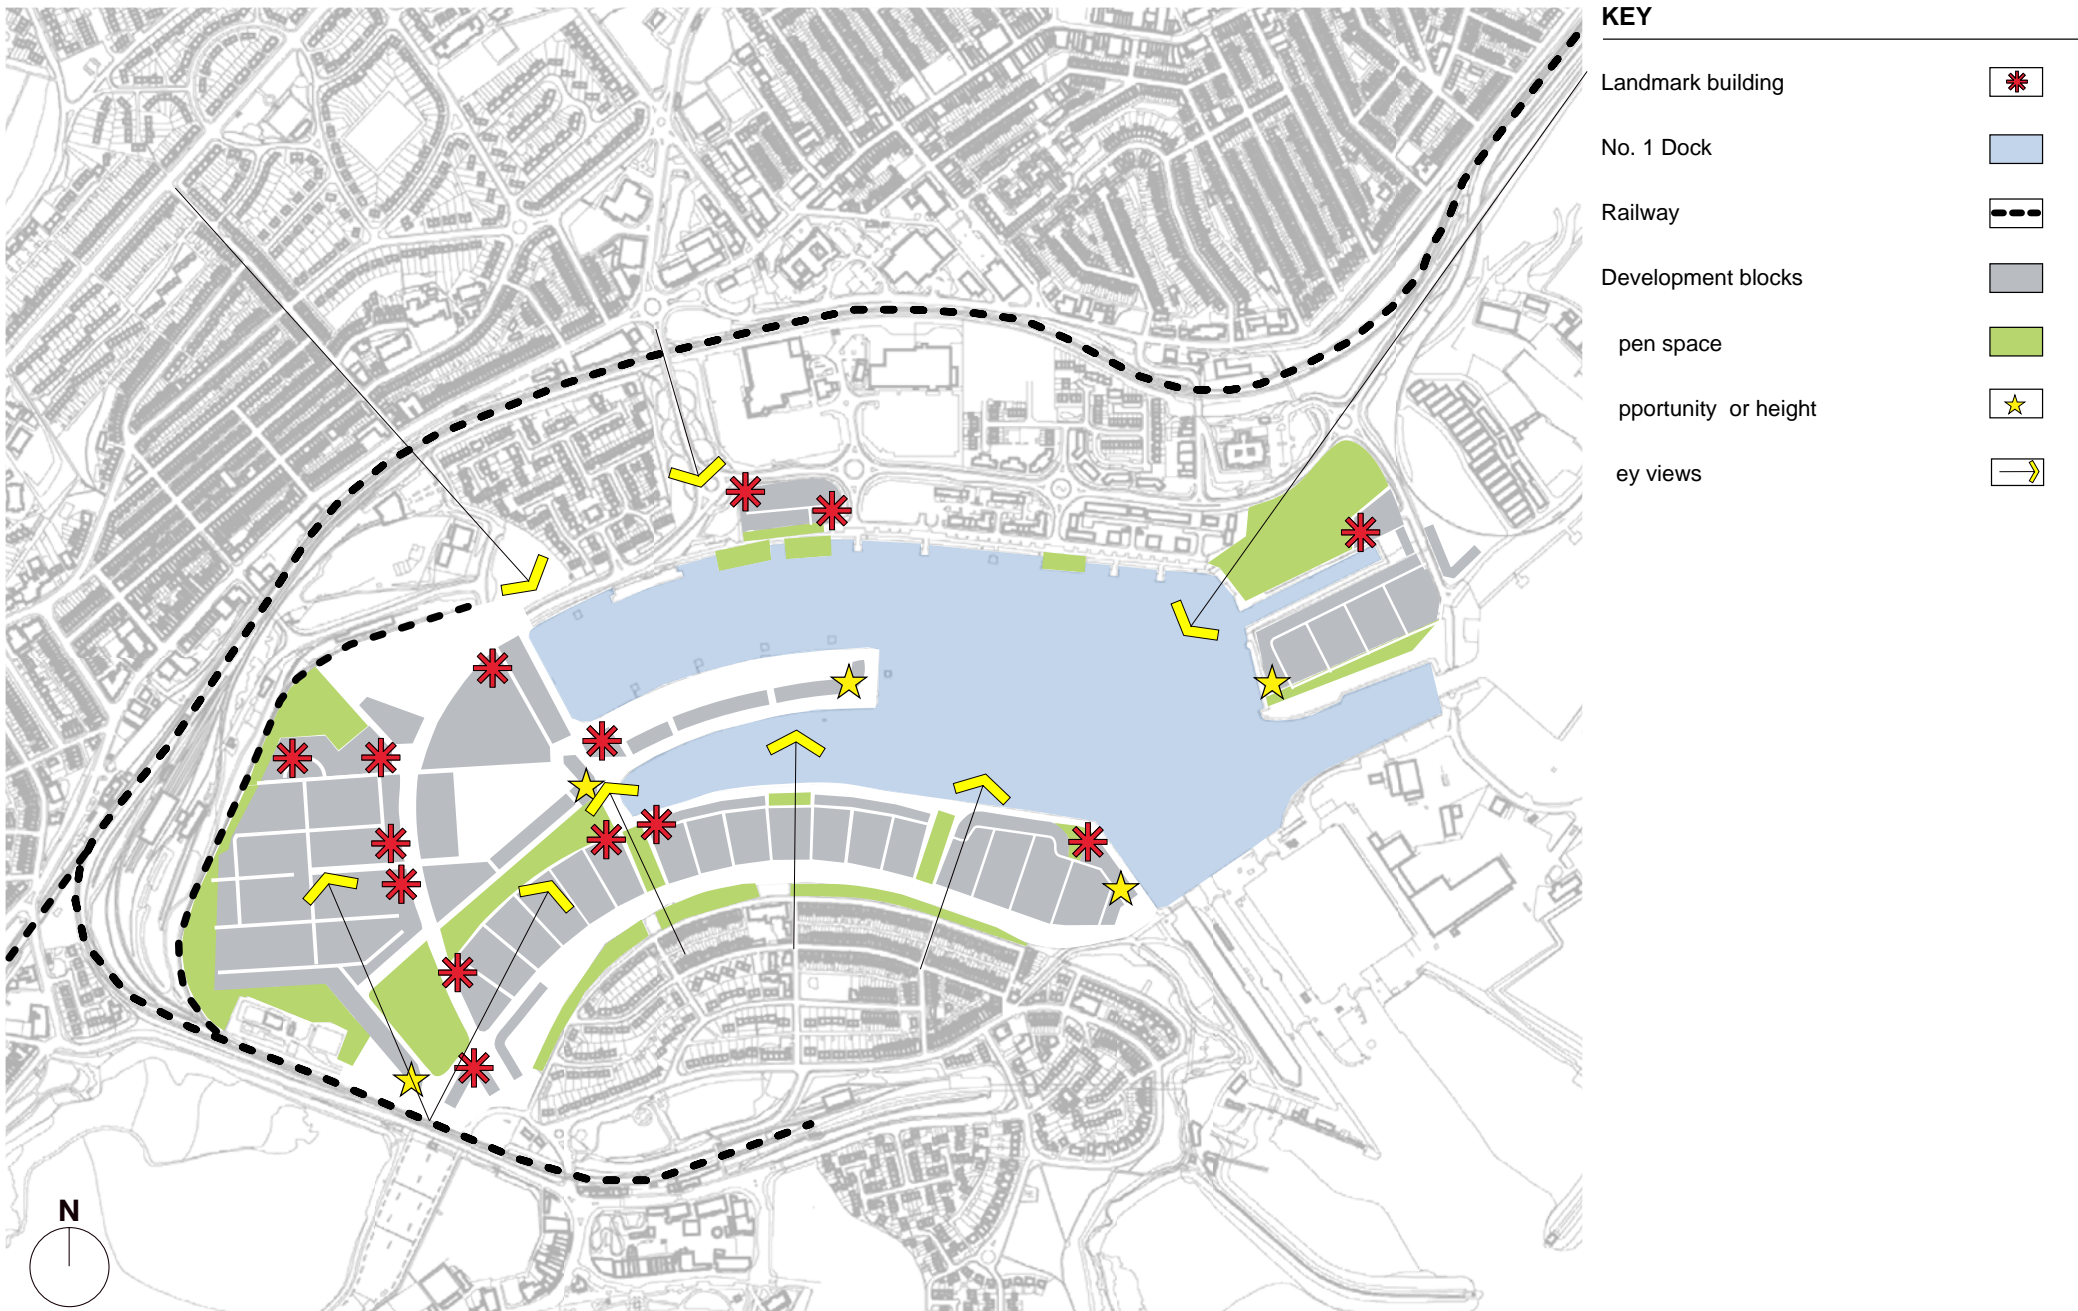 KEY
Landmark building
No. 1 Dock
Railway
Development blocks
pen space
pportunity or height
ey views
N